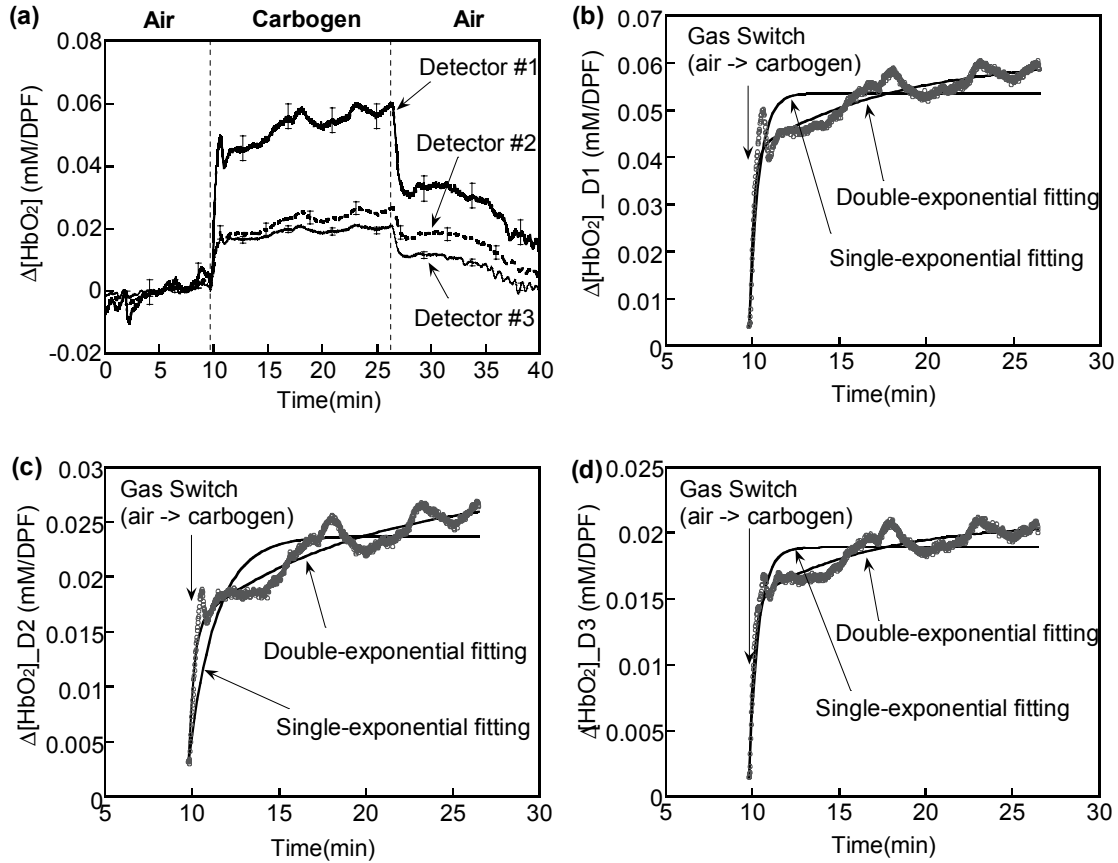 (a)
Air Carbogen Air
0.08
0.06
0.04
0.02
0
-0.02
Δ[HbO₂] (mM/DPF)
Detector #1
Detector #2
Detector #3
0 5 10 15 20 25 30 35 40
Time(min)
(b)
Gas Switch
(air -> carbogen)
0.07
0.06
0.05
0.04
0.03
0.02
0.01
0
Δ[HbO₂]_D1 (mM/DPF)
Double-exponential fitting
Single-exponential fitting
5 10 15 20 25 30
Time(min)
(c)
Gas Switch
(air -> carbogen)
0.03
0.025
0.02
0.015
0.01
0.005
0
Δ[HbO₂]_D2 (mM/DPF)
Double-exponential fitting
Single-exponential fitting
5 10 15 20 25 30
Time(min)
(d)
Gas Switch
(air -> carbogen)
0.025
0.02
0.015
0.01
0.005
0
Δ[HbO₂]_D3 (mM/DPF)
Double-exponential fitting
Single-exponential fitting
5 10 15 20 25 30
Time(min)